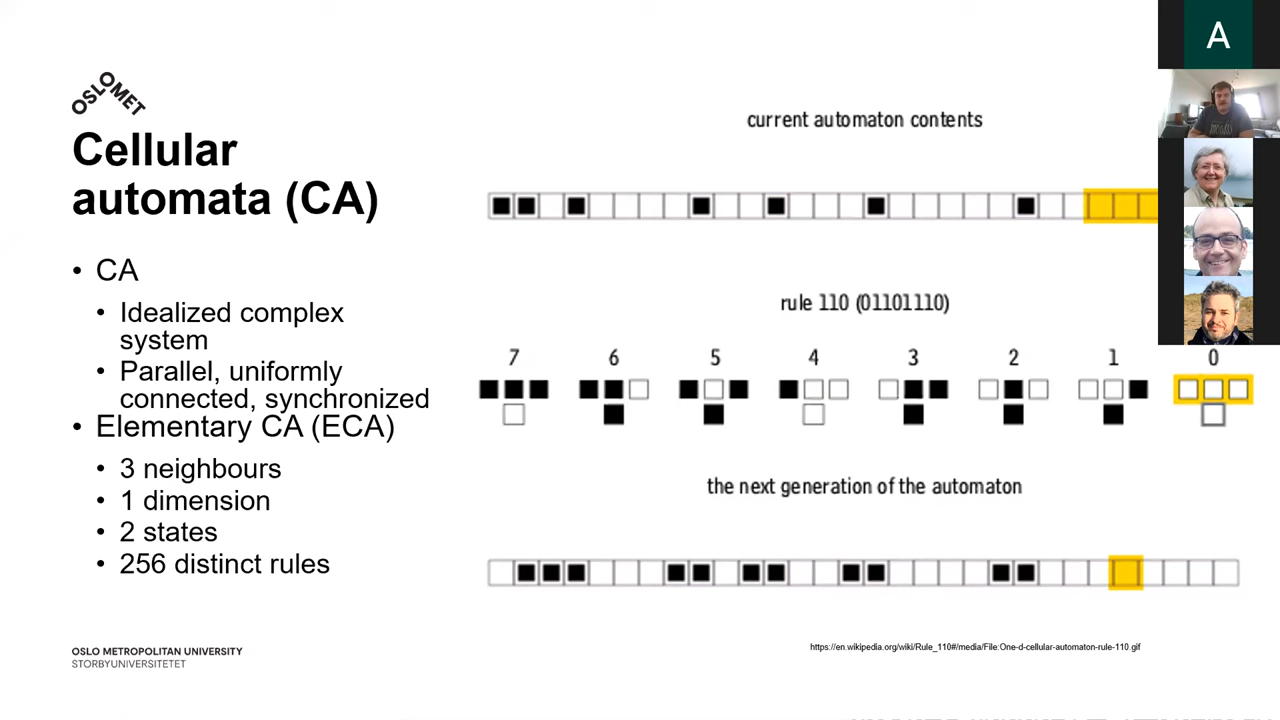 OSLOMET
Cellular
automata (CA)
• CA
• Idealized complex
system
• Parallel, uniformly
connected, synchronized
• Elementary CA (ECA)
• 3 neighbours
• 1 dimension
• 2 states
• 256 distinct rules
OSLO METROPOLITAN UNIVERSITY
STORBYUNIVERSITETET
current automaton contents
rule 110 (01101110)
7 6 5 4 3 2 1 0
the next generation of the automaton
https://en.wikipedia.org/wiki/Rule_110#/media/File:One-d-cellular-automaton-rule-110.gif
A